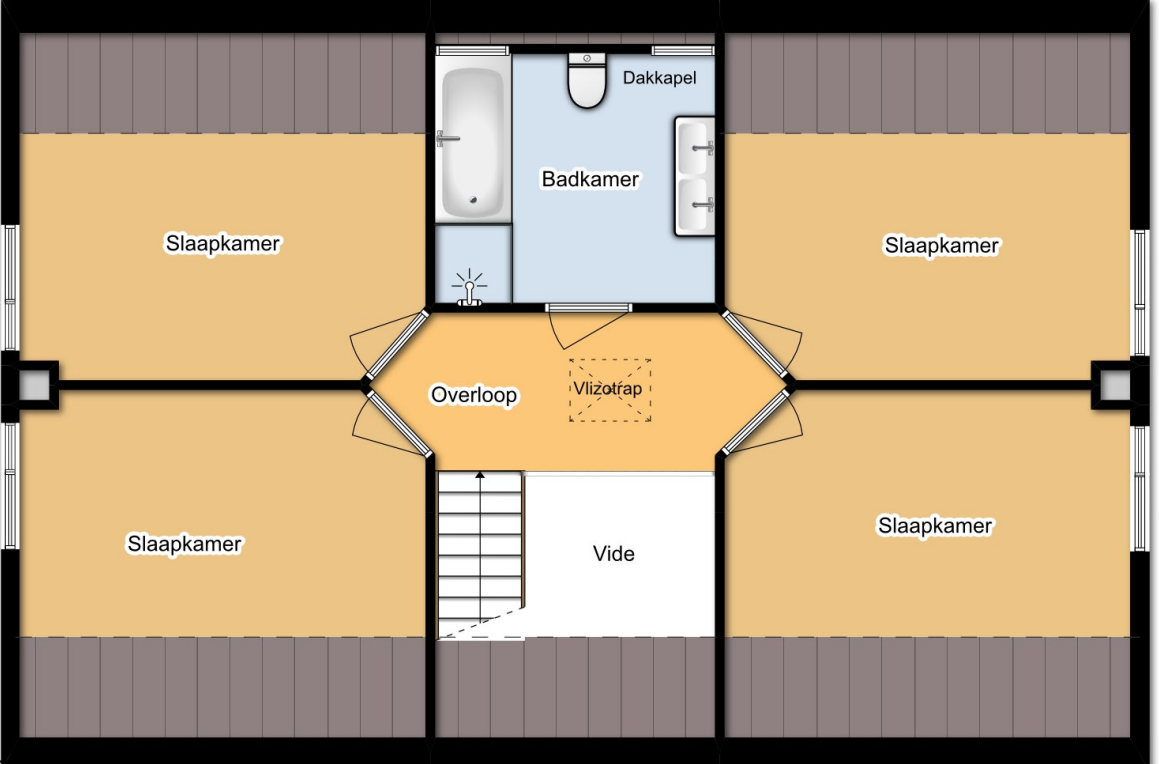 Dakkapel
Badkamer
Slaapkamer
Slaapkamer
Vlizotrap
Overloop
Slaapkamer
Slaapkamer
Vide